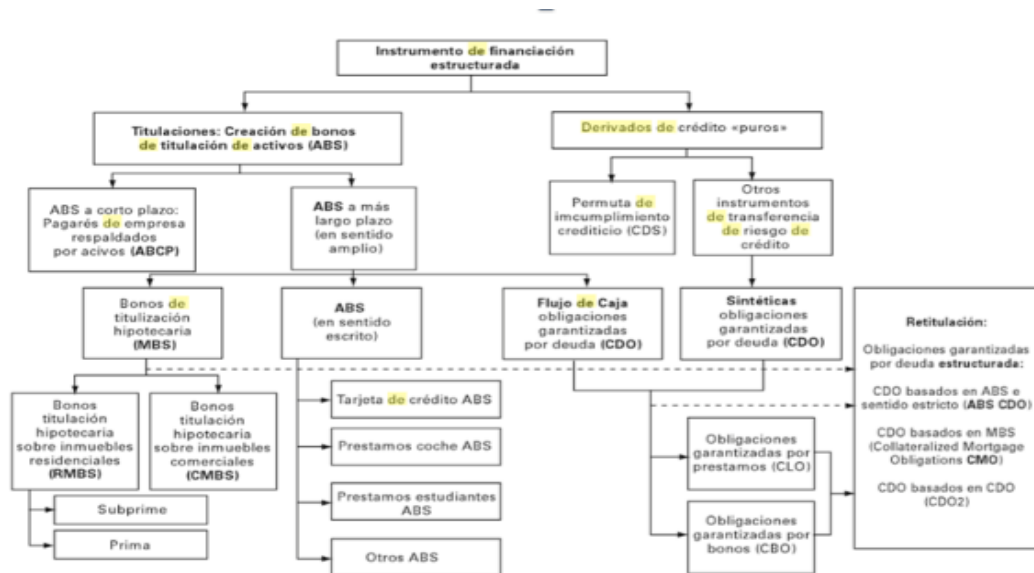 Instrumento de financiación
estructurada
Titulaciones: Creación de bonos
de titulación de activos (ABS)
Derivados de crédito «puros»
ABS a corto plazo:
Pagarés de empresa
respaldados
por activos (ABCP)
ABS a más
largo plazo
(en sentido
amplio)
Permuta de
imcumplimiento
crediticio (CDS)
Otros
instrumentos
de transferencia
de riesgo de
crédito
Bonos de
titulización
hipotecaria
(MBS)
ABS
(en sentido
escrito)
Flujo de Caja
obligaciones
garantizadas
por deuda (CDO)
Sintéticas
obligaciones
garantizadas
por deuda (CDO)
Retitulación:
Obligaciones garantizadas
por deuda estructurada:
CDO basados en ABS e
sentido estricto (ABS CDO)
CDO basados en MBS
(Collateralized Mortgage
Obligations CMO)
CDO basados en CDO
(CDO2)
Bonos
titulación
hipotecaria
sobre inmuebles
residenciales
(RMBS)
Bonos
titulación
hipotecaria
sobre inmuebles
comerciales
(CMBS)
Subprime
Prima
Tarjeta de crédito ABS
Prestamos coche ABS
Prestamos estudiantes
ABS
Otros ABS
Obligaciones
garantizadas por
prestamos (CLO)
Obligaciones
garantizadas por
bonos (CBO)